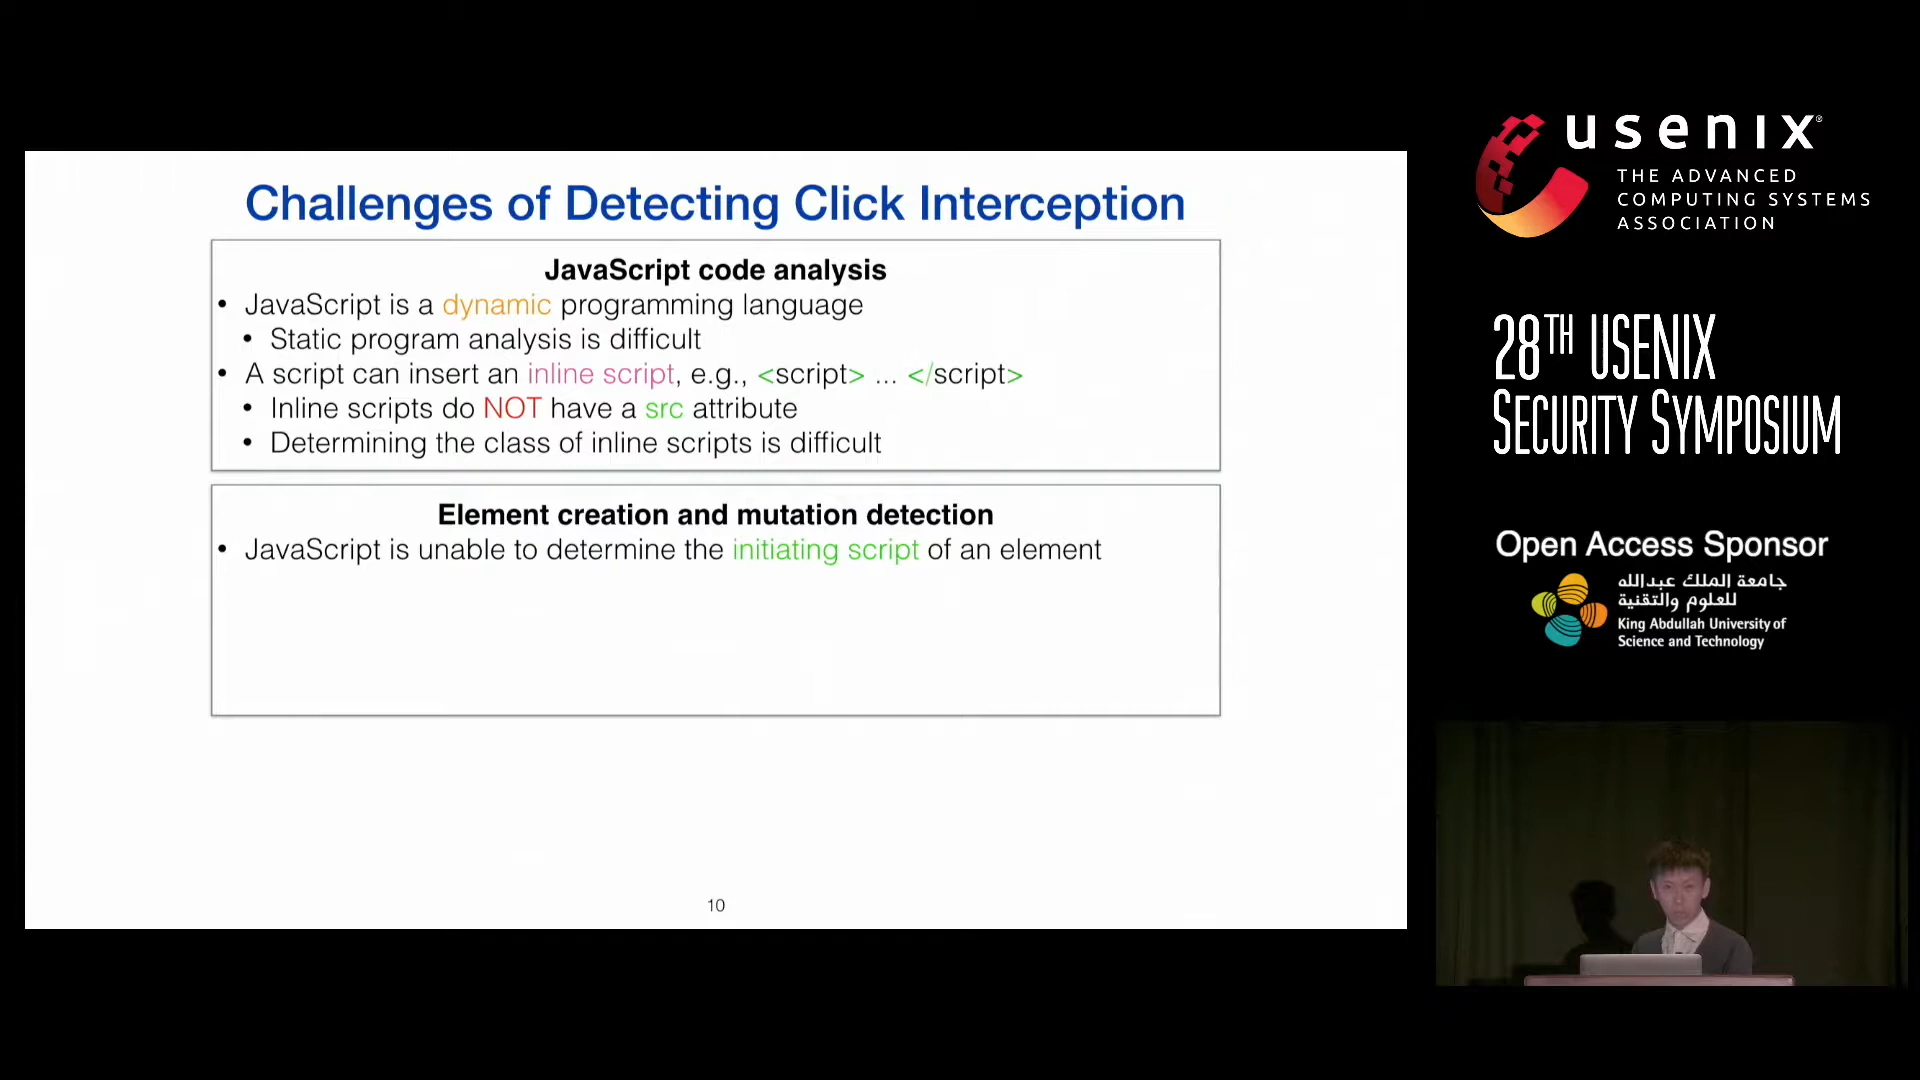 Challenges of Detecting Click Interception
JavaScript code analysis
• JavaScript is a dynamic programming language
• Static program analysis is difficult
• A script can insert an inline script, e.g., <script> ... </script>
• Inline scripts do NOT have a src attribute
• Determining the class of inline scripts is difficult
Element creation and mutation detection
• JavaScript is unable to determine the initiating script of an element
10
usenix®
THE ADVANCED
COMPUTING SYSTEMS
ASSOCIATION
28TH USENIX
SECURITY SYMPOSIUM
Open Access Sponsor
جامعة الملك عبدالله
للعلوم والتقنية
King Abdullah University of
Science and Technology